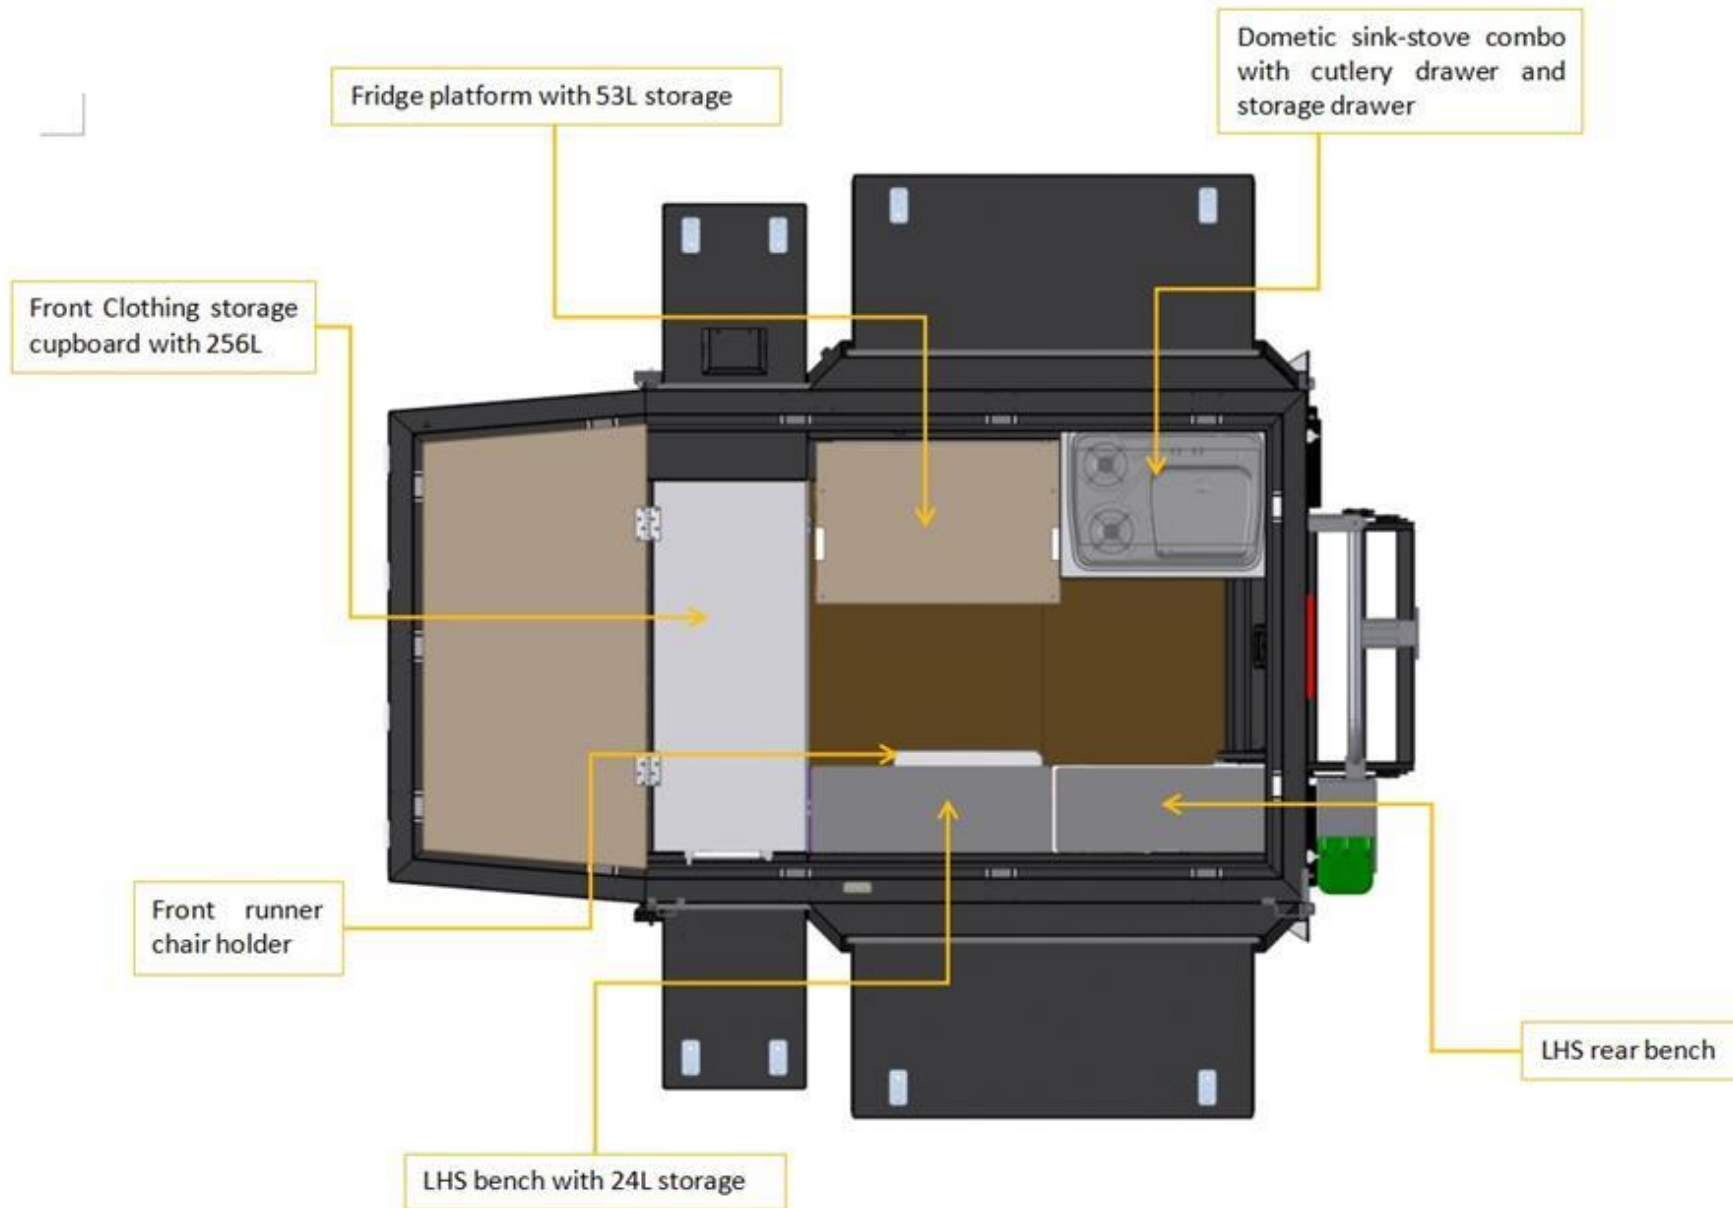 Dometic sink-stove combo
with cutlery drawer and
storage drawer
Fridge platform with 53L storage
Front Clothing storage
cupboard with 256L
Front runner
chair holder
LHS rear bench
LHS bench with 24L storage